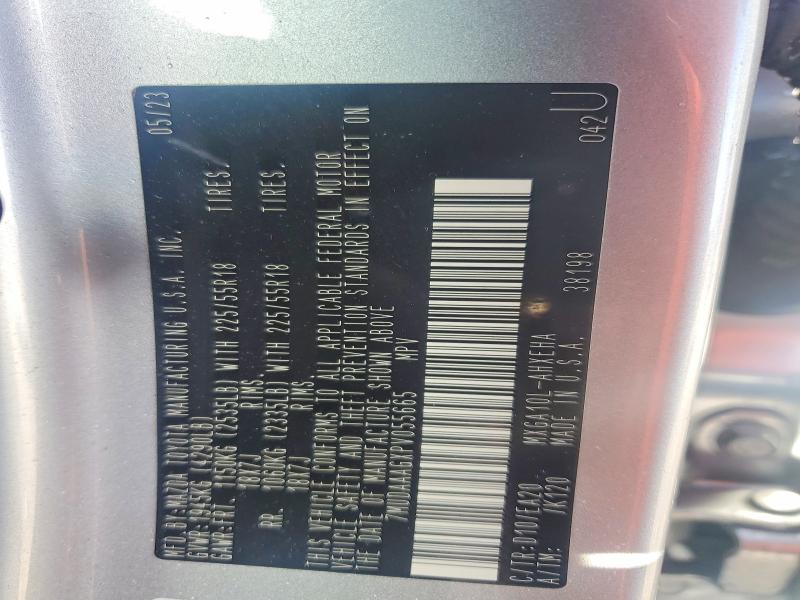 MFD.BY: MAZDA TOYOTA MANUFACTURING U.S.A. INC. 05/23
GVWR: 1945KG (4290LB)
GAWR: FRT. 1150KG (2535LB) WITH 225/55R18 TIRES.
18X7J RIMS.
RR. 1060KG (2335LB) WITH 225/55R18 TIRES.
18X7J RIMS.
THIS VEHICLE CONFORMS TO ALL APPLICABLE FEDERAL MOTOR
VEHICLE SAFETY AND THEFT PREVENTION STANDARDS IN EFFECT ON
THE DATE OF MANUFACTURE SHOWN ABOVE
MPV
C/TR: 1K120
A/TM:
MXGA10L-AHXEHA
MADE IN U.S.A. 38198
042 U